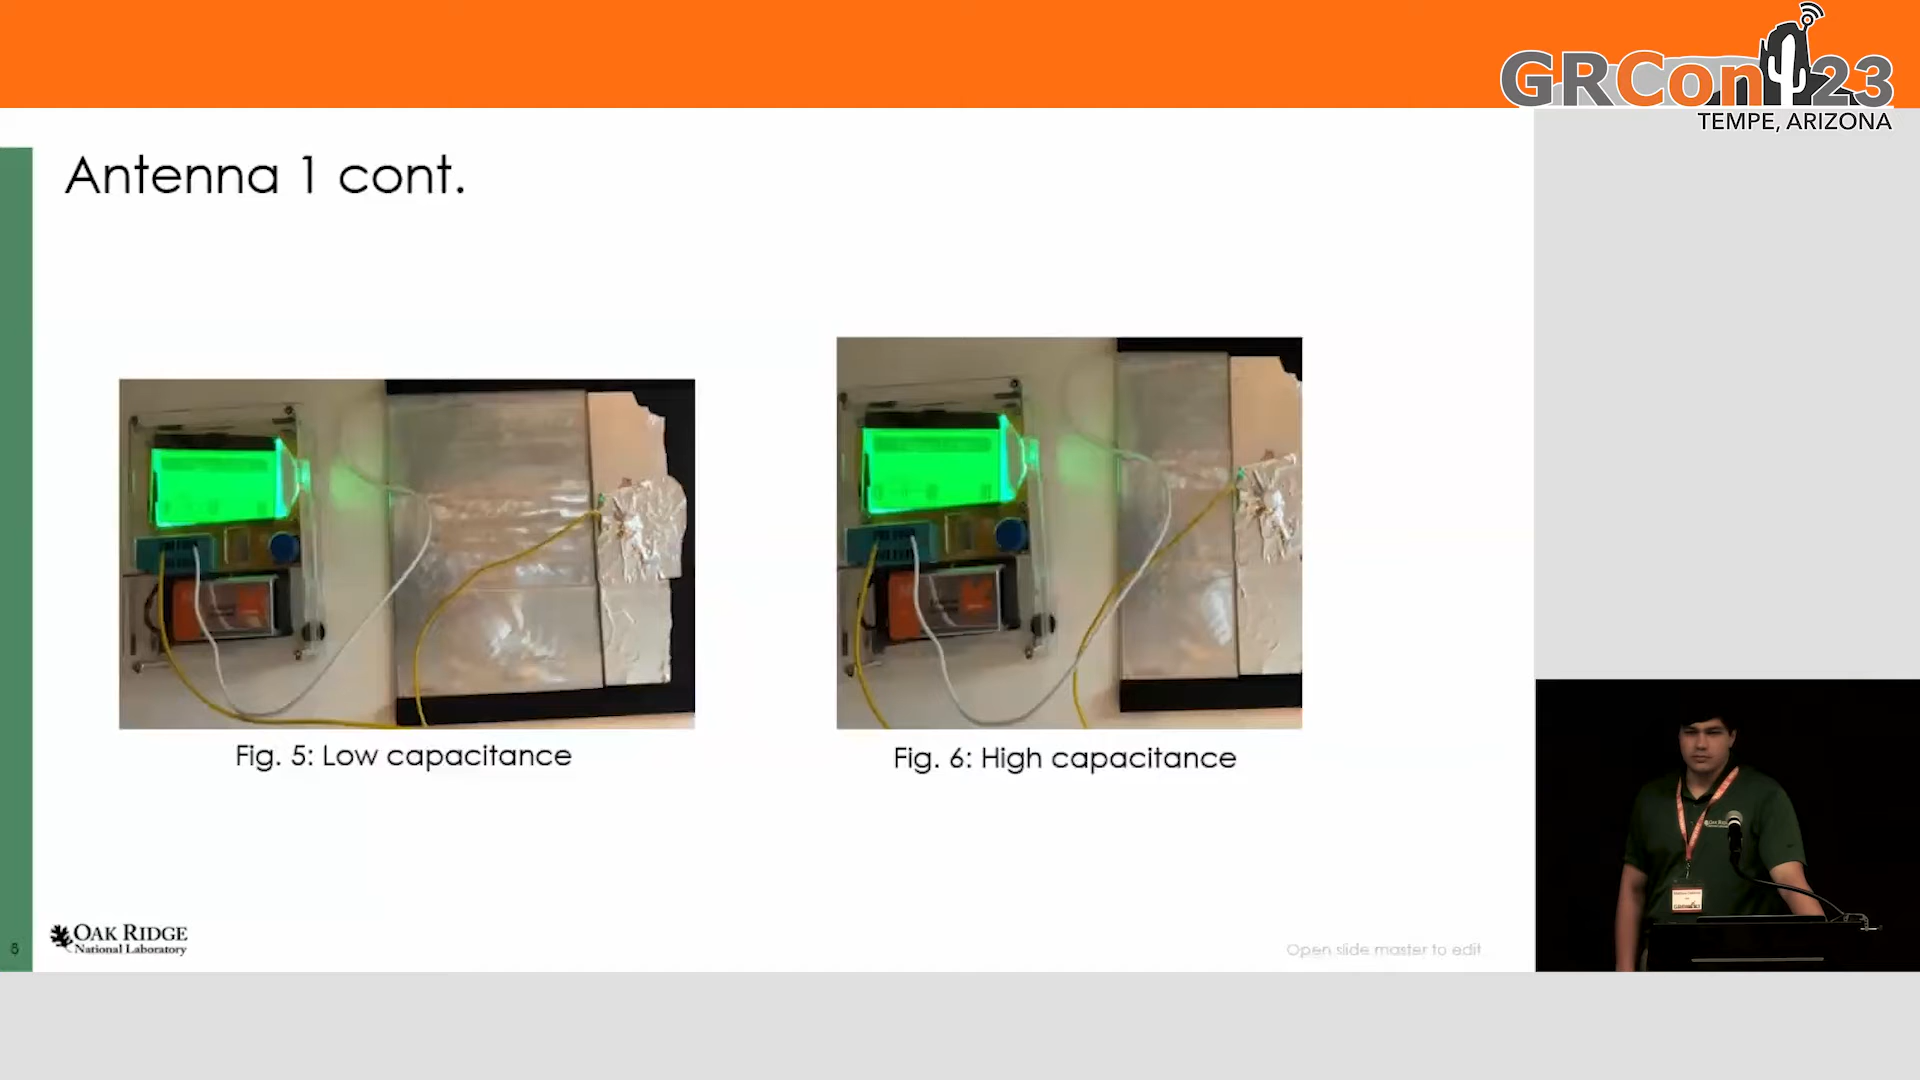 GRCon23
TEMPE, ARIZONA
Antenna 1 cont.
Fig. 5: Low capacitance
Fig. 6: High capacitance
5
OAK RIDGE
National Laboratory
Open slide master to edit